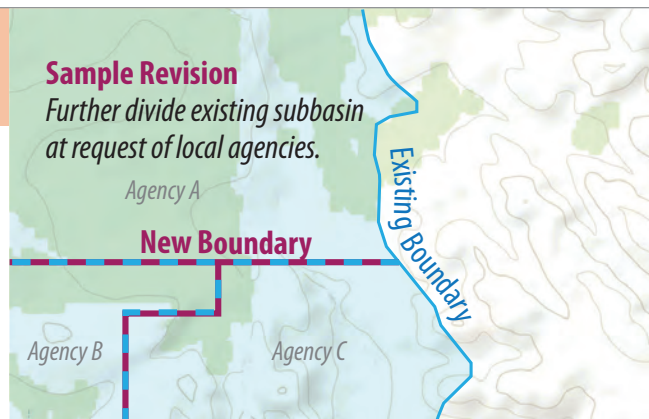 Sample Revision
Further divide existing subbasin
at request of local agencies.
Agency A
New Boundary
Existing Boundary
Agency B
Agency C